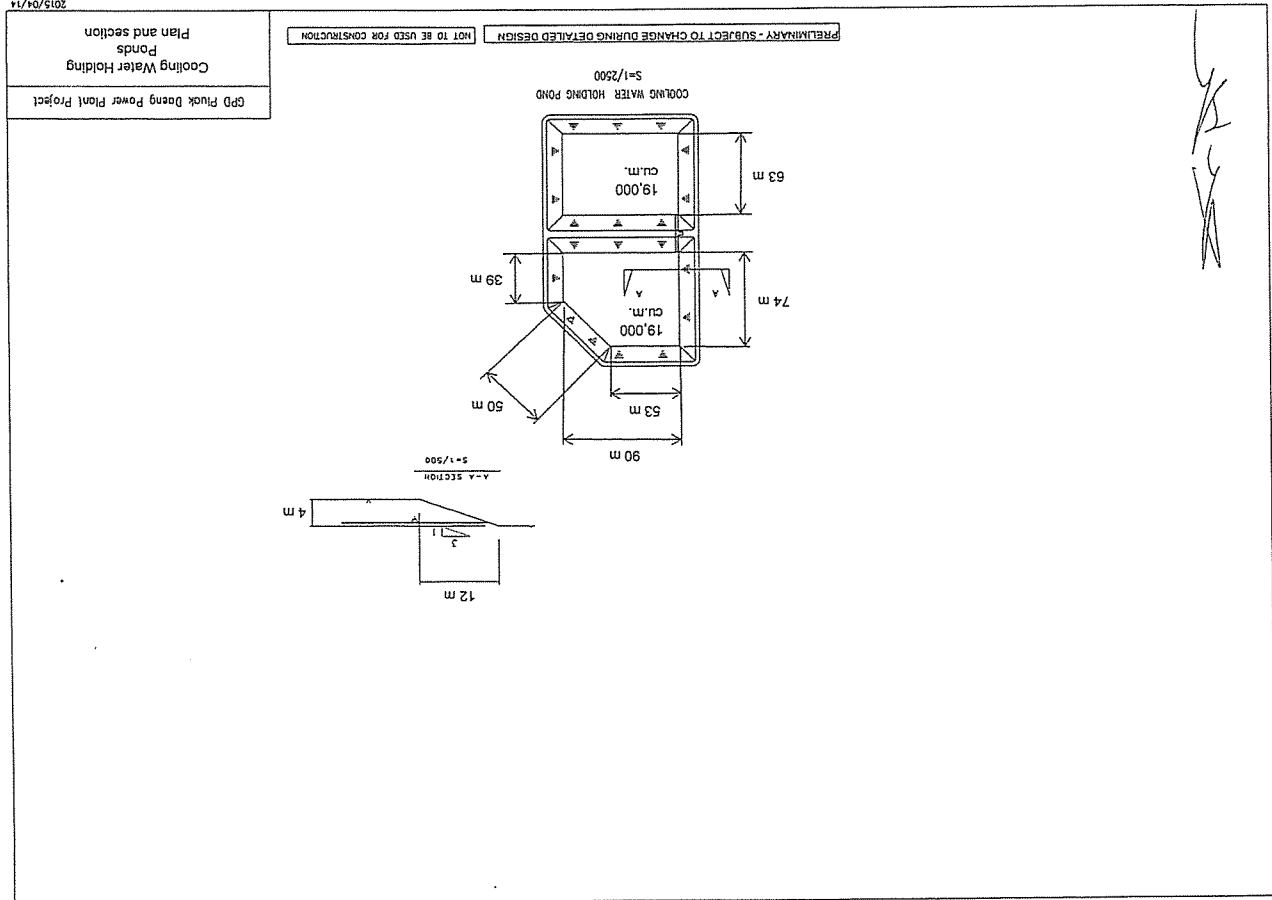 12 m
3
1
4 m
A-A SECTION
S=1/500
90 m
53 m
50 m
74 m
39 m
A
A
19,000
cu.m.
63 m
19,000
cu.m.
COOLING WATER HOLDING POND
S=1/2500
PRELIMINARY - SUBJECT TO CHANGE DURING DETAILED DESIGN
NOT TO BE USED FOR CONSTRUCTION
GPD Pluak Daeng Power Plant Project
Cooling Water Holding
Ponds
Plan and section
2015/04/14